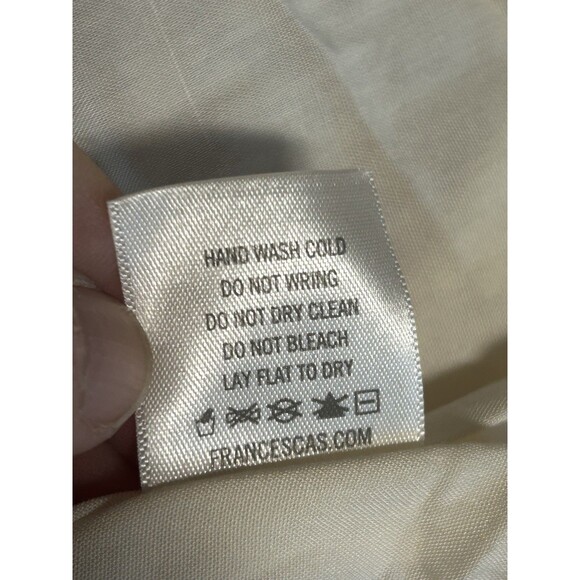 HAND WASH COLD
DO NOT WRING
DO NOT DRY CLEAN
DO NOT BLEACH
LAY FLAT TO DRY
FRANCESCAS.COM